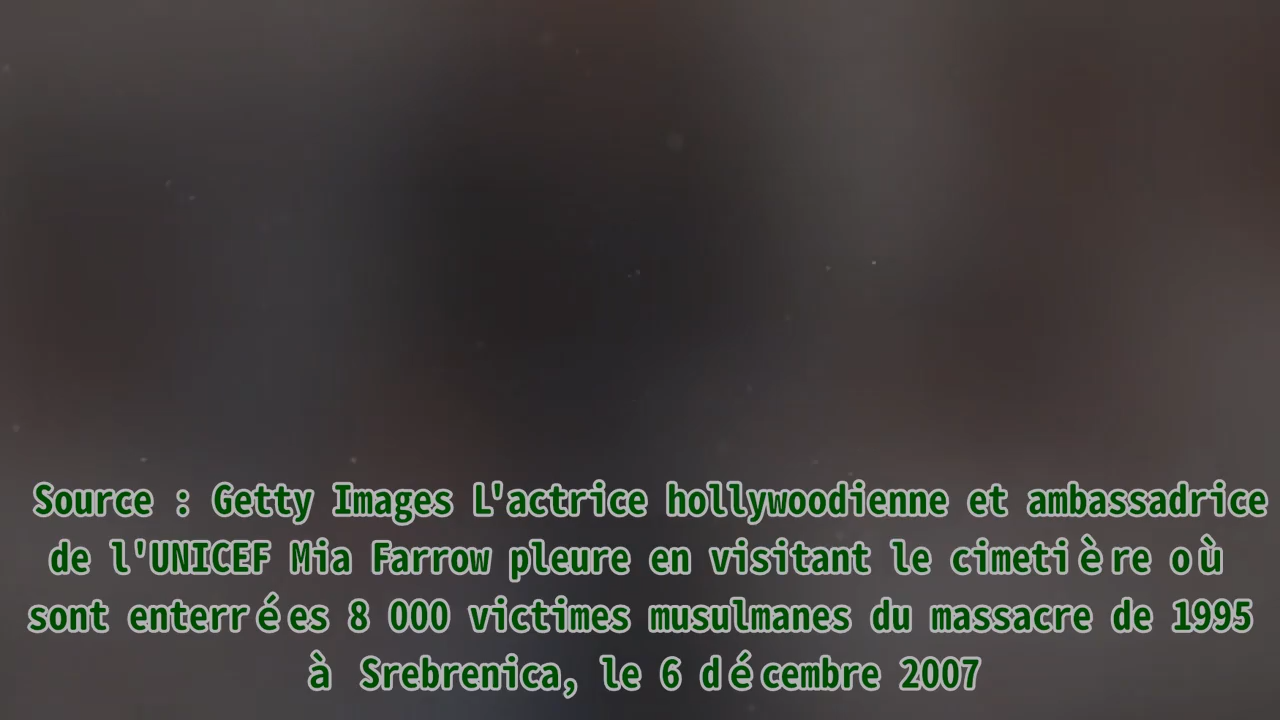 Source : Getty Images L'actrice hollywoodienne et ambassadrice
de l'UNICEF Mia Farrow pleure en visitant le cimetière où
sont enterrées 8 000 victimes musulmanes du massacre de 1995
à Srebrenica, le 6 décembre 2007